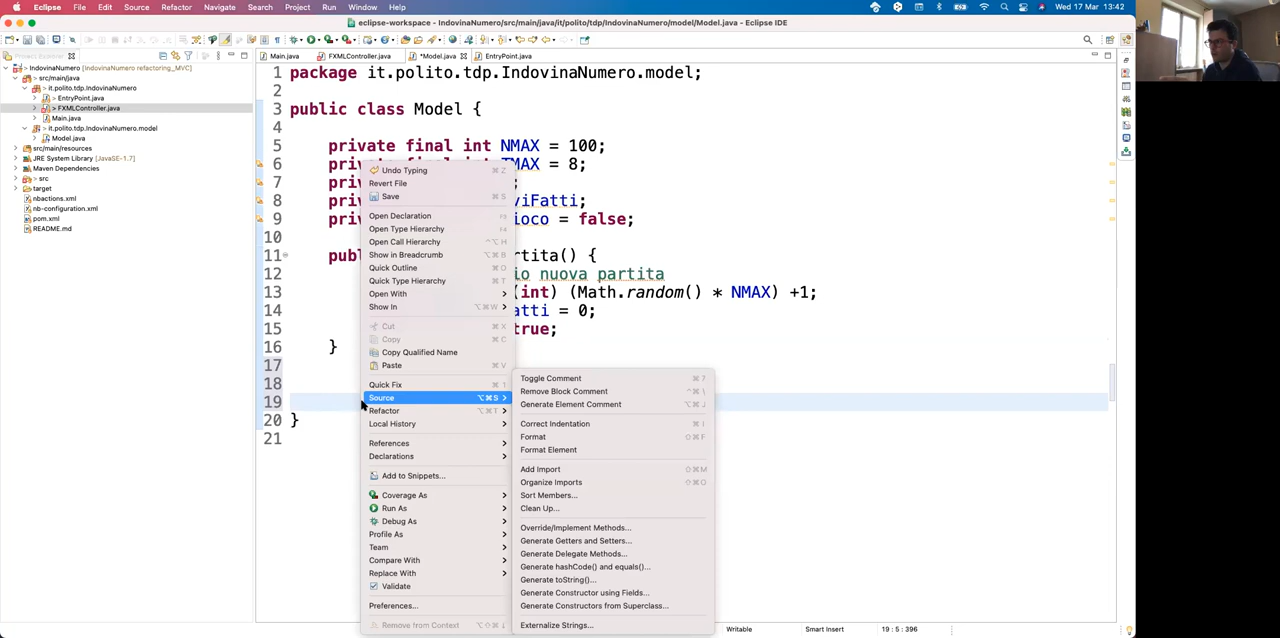 Eclipse File Edit Source Refactor Navigate Search Project Run Window Help Wed 17 Mar 13:42
eclipse-workspace - IndovinaNumero/src/main/java/it/polito/tdp/IndovinaNumero/model/Model.java - Eclipse IDE
Project Explorer
IndovinaNumero [IndovinaNumero refactoring_MVC]
src/main/java
it.polito.tdp.IndovinaNumero
> EntryPoint.java
> FXMLController.java
Main.java
it.polito.tdp.IndovinaNumero.model
Model.java
src/main/resources
JRE System Library [JavaSE-1.7]
Maven Dependencies
> src
target
nbactions.xml
nb-configuration.xml
pom.xml
README.md
Main.java FXMLController.java *Model.java EntryPoint.java
1 package it.polito.tdp.IndovinaNumero.model;
2
3 public class Model {
4
5 private final int NMAX = 100;
6 MAX = 8;
7 ;
8 viFatti;
9 ioco = false;
10
11 rtita() {
12 io nuova partita
13 (int) (Math.random() * NMAX) +1;
14 atti = 0;
15 true;
16 }
17
18
19
20 }
21
Undo Typing ⌘Z
Revert File
Save ⌘S
Open Declaration F3
Open Type Hierarchy F4
Open Call Hierarchy ^⌥H
Show in Breadcrumb ⌥⌘B
Quick Outline ⌘O
Quick Type Hierarchy ⌘T
Open With
Show In ⌥⌘W
Cut ⌘X
Copy ⌘C
Copy Qualified Name
Paste ⌘V
Quick Fix ⌘1
Source ⌥⌘S
Refactor ⌥⌘T
Local History
References
Declarations
Add to Snippets...
Coverage As
Run As
Debug As
Profile As
Team
Compare With
Replace With
Validate
Preferences...
Remove from Context
Toggle Comment ⌘7
Remove Block Comment ^⌘\
Generate Element Comment ⌥⌘J
Correct Indentation ⌘I
Format ⇧⌘F
Format Element
Add Import ⇧⌘M
Organize Imports ⇧⌘O
Sort Members...
Clean Up...
Override/Implement Methods...
Generate Getters and Setters...
Generate Delegate Methods...
Generate hashCode() and equals()...
Generate toString()...
Generate Constructor using Fields...
Generate Constructors from Superclass...
Externalize Strings...
Writable Smart Insert 19 : 5 : 396